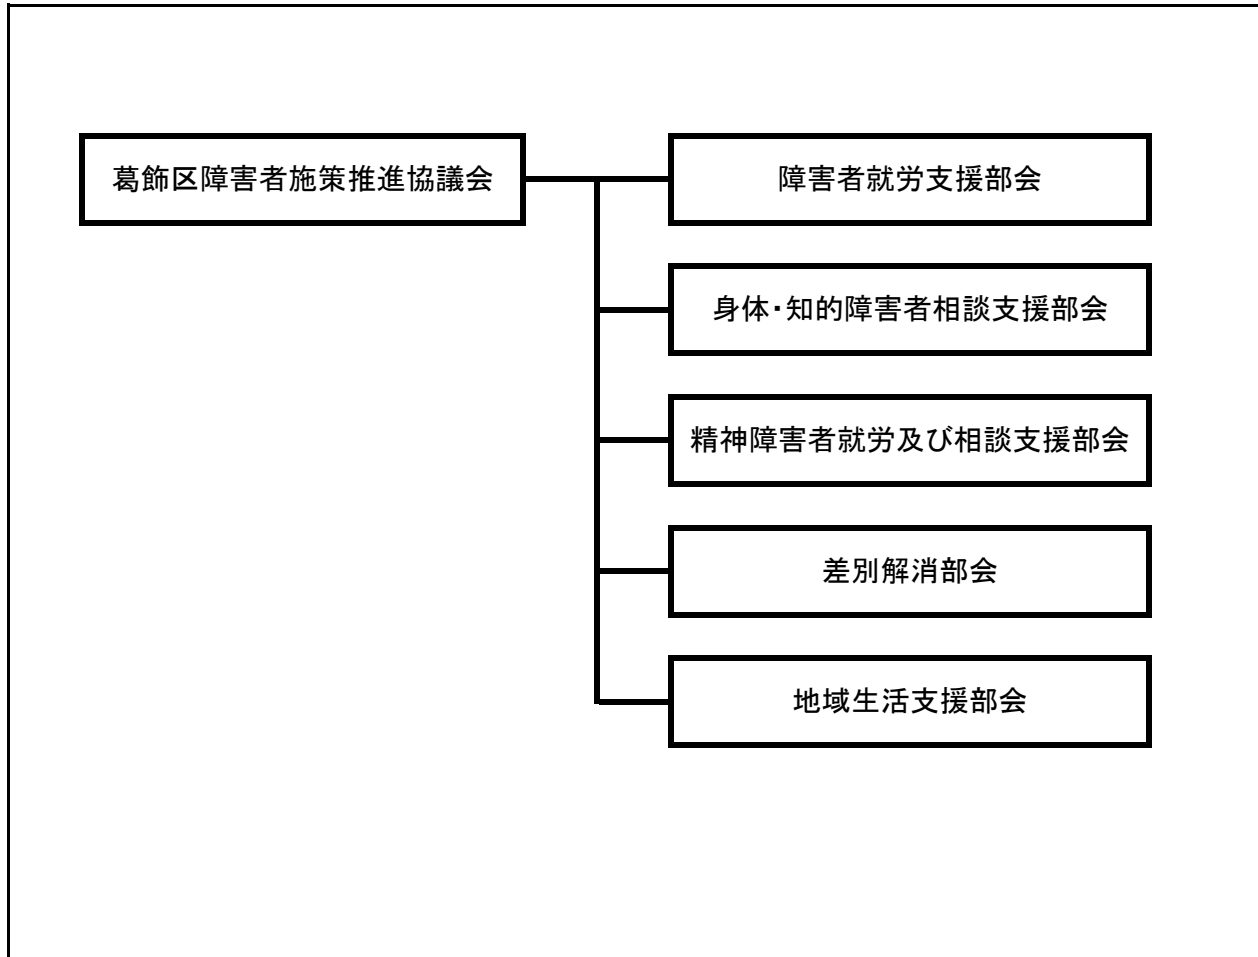 葛飾区障害者施策推進協議会
障害者就労支援部会
身体・知的障害者相談支援部会
精神障害者就労及び相談支援部会
差別解消部会
地域生活支援部会